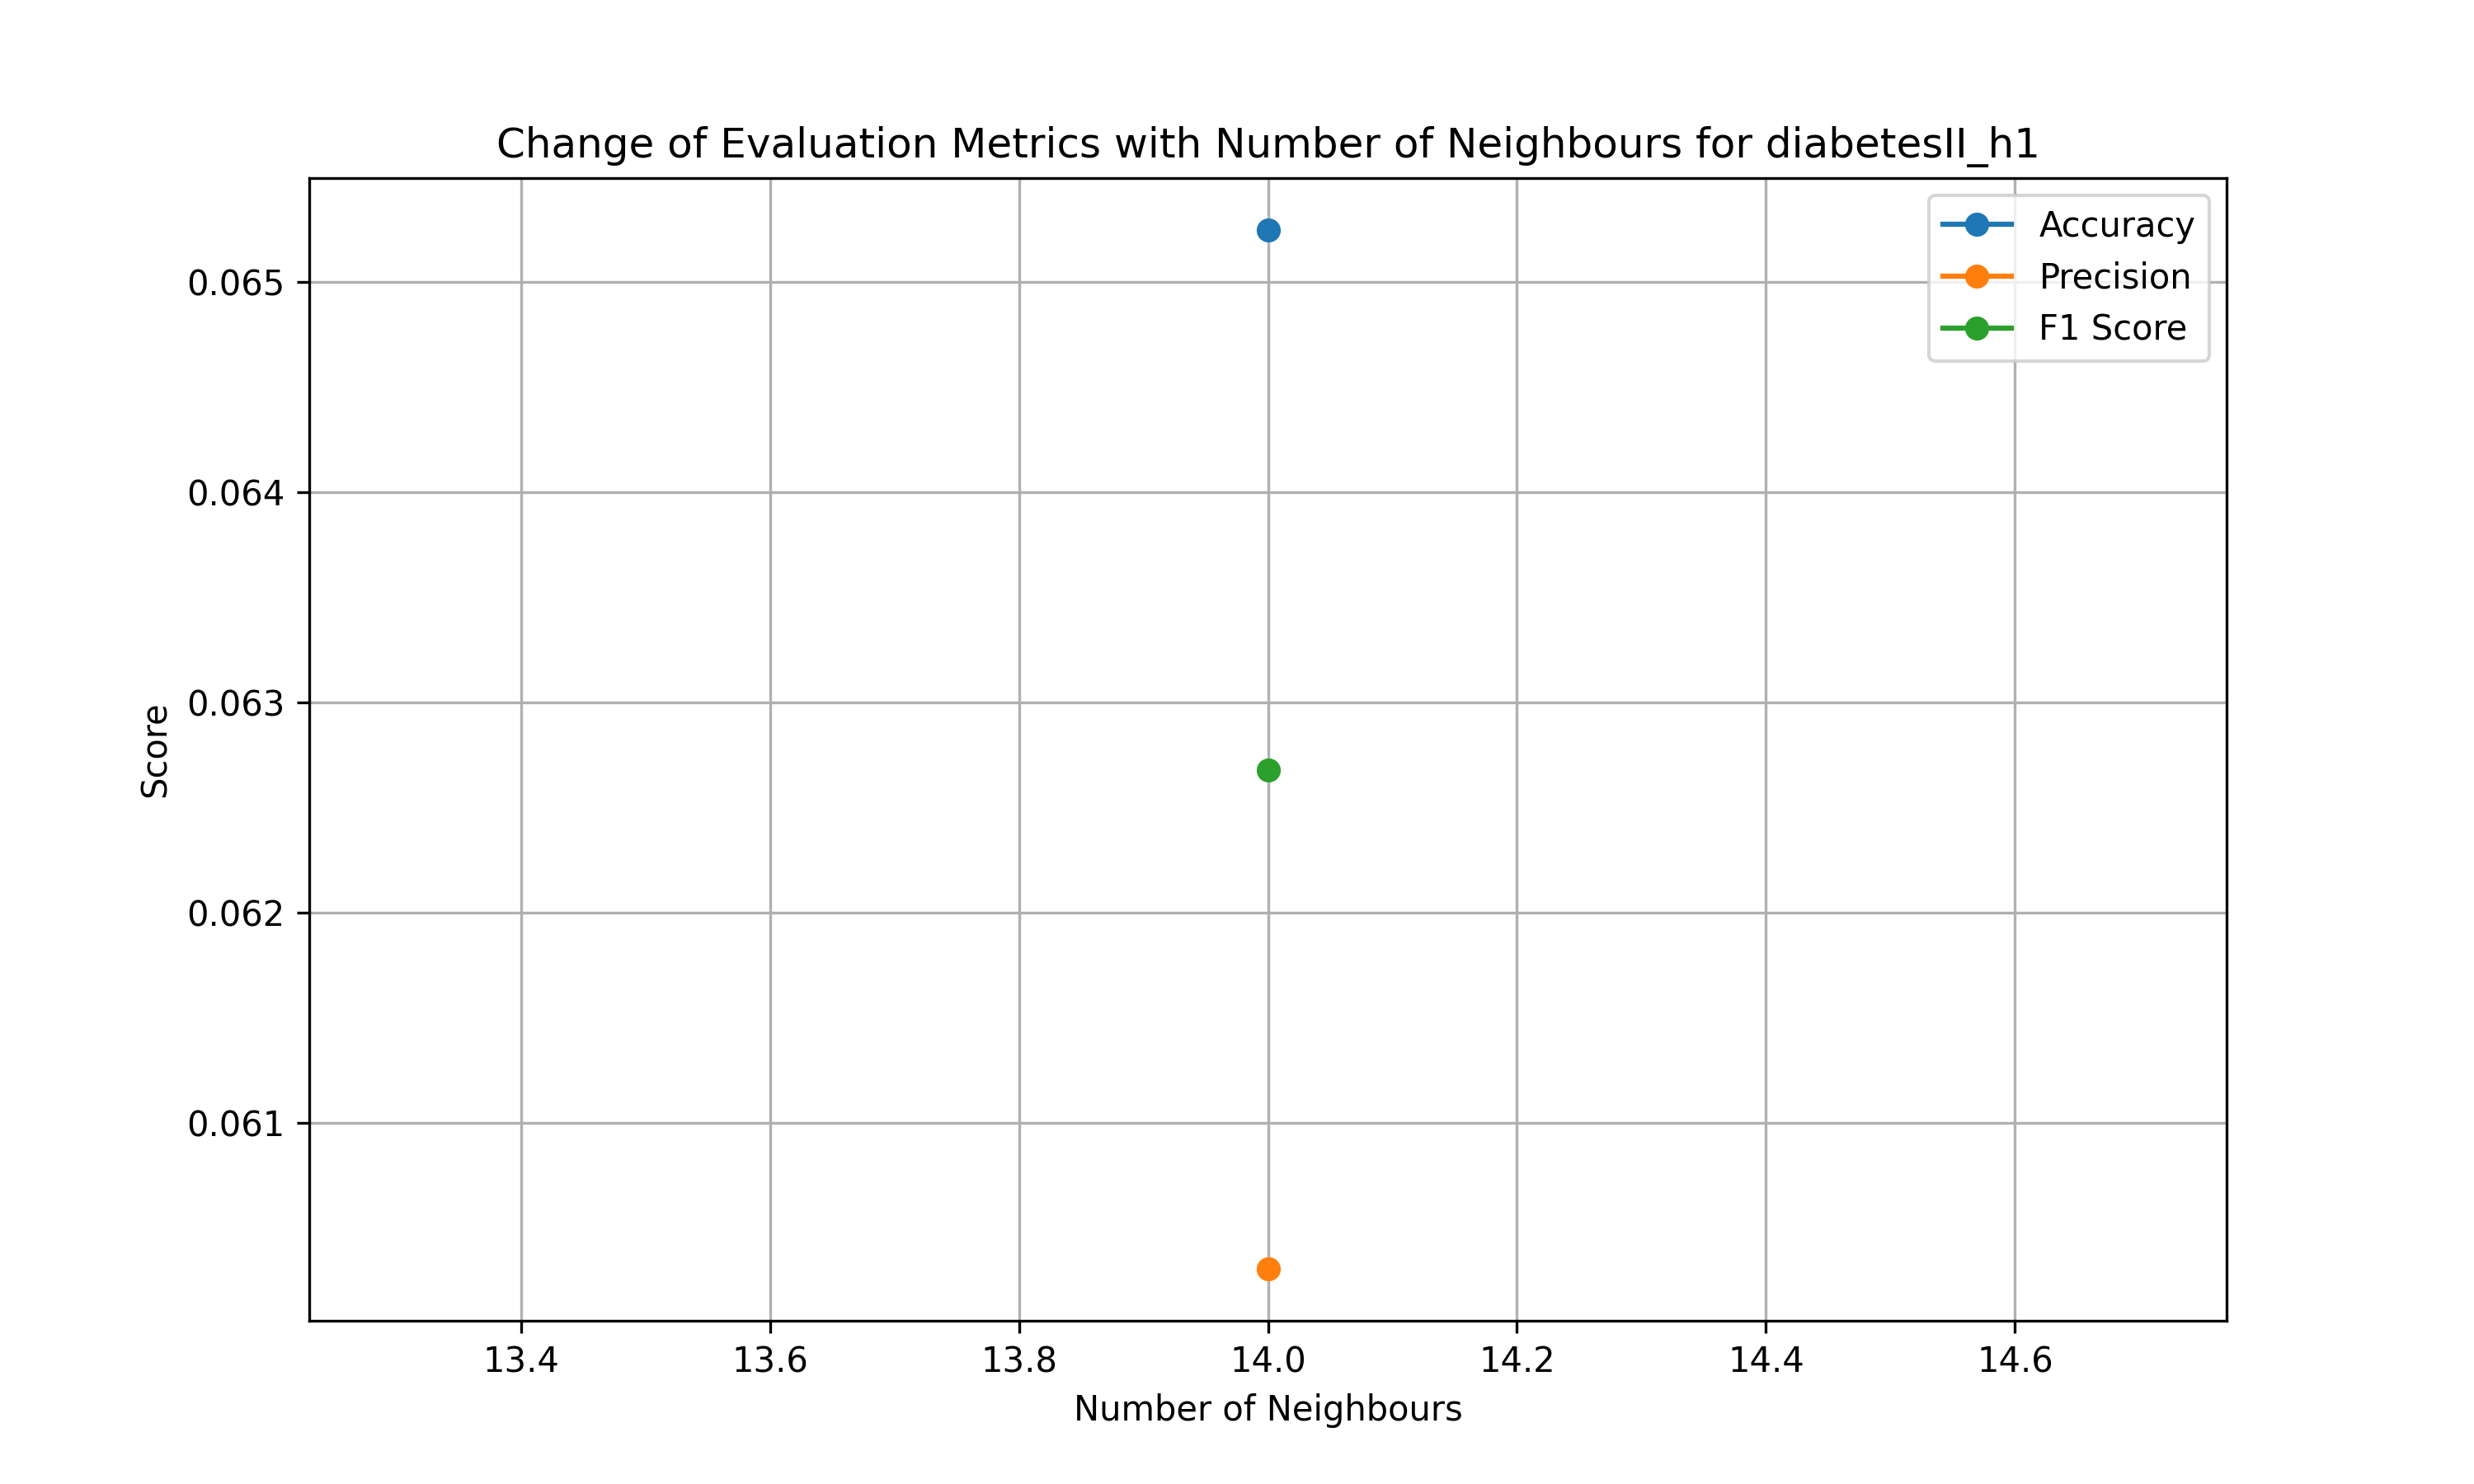 Change of Evaluation Metrics with Number of Neighbours for diabetesII_h1
Accuracy
Precision
F1 Score
0.065
0.064
0.063
0.062
0.061
Score
13.4 13.6 13.8 14.0 14.2 14.4 14.6
Number of Neighbours